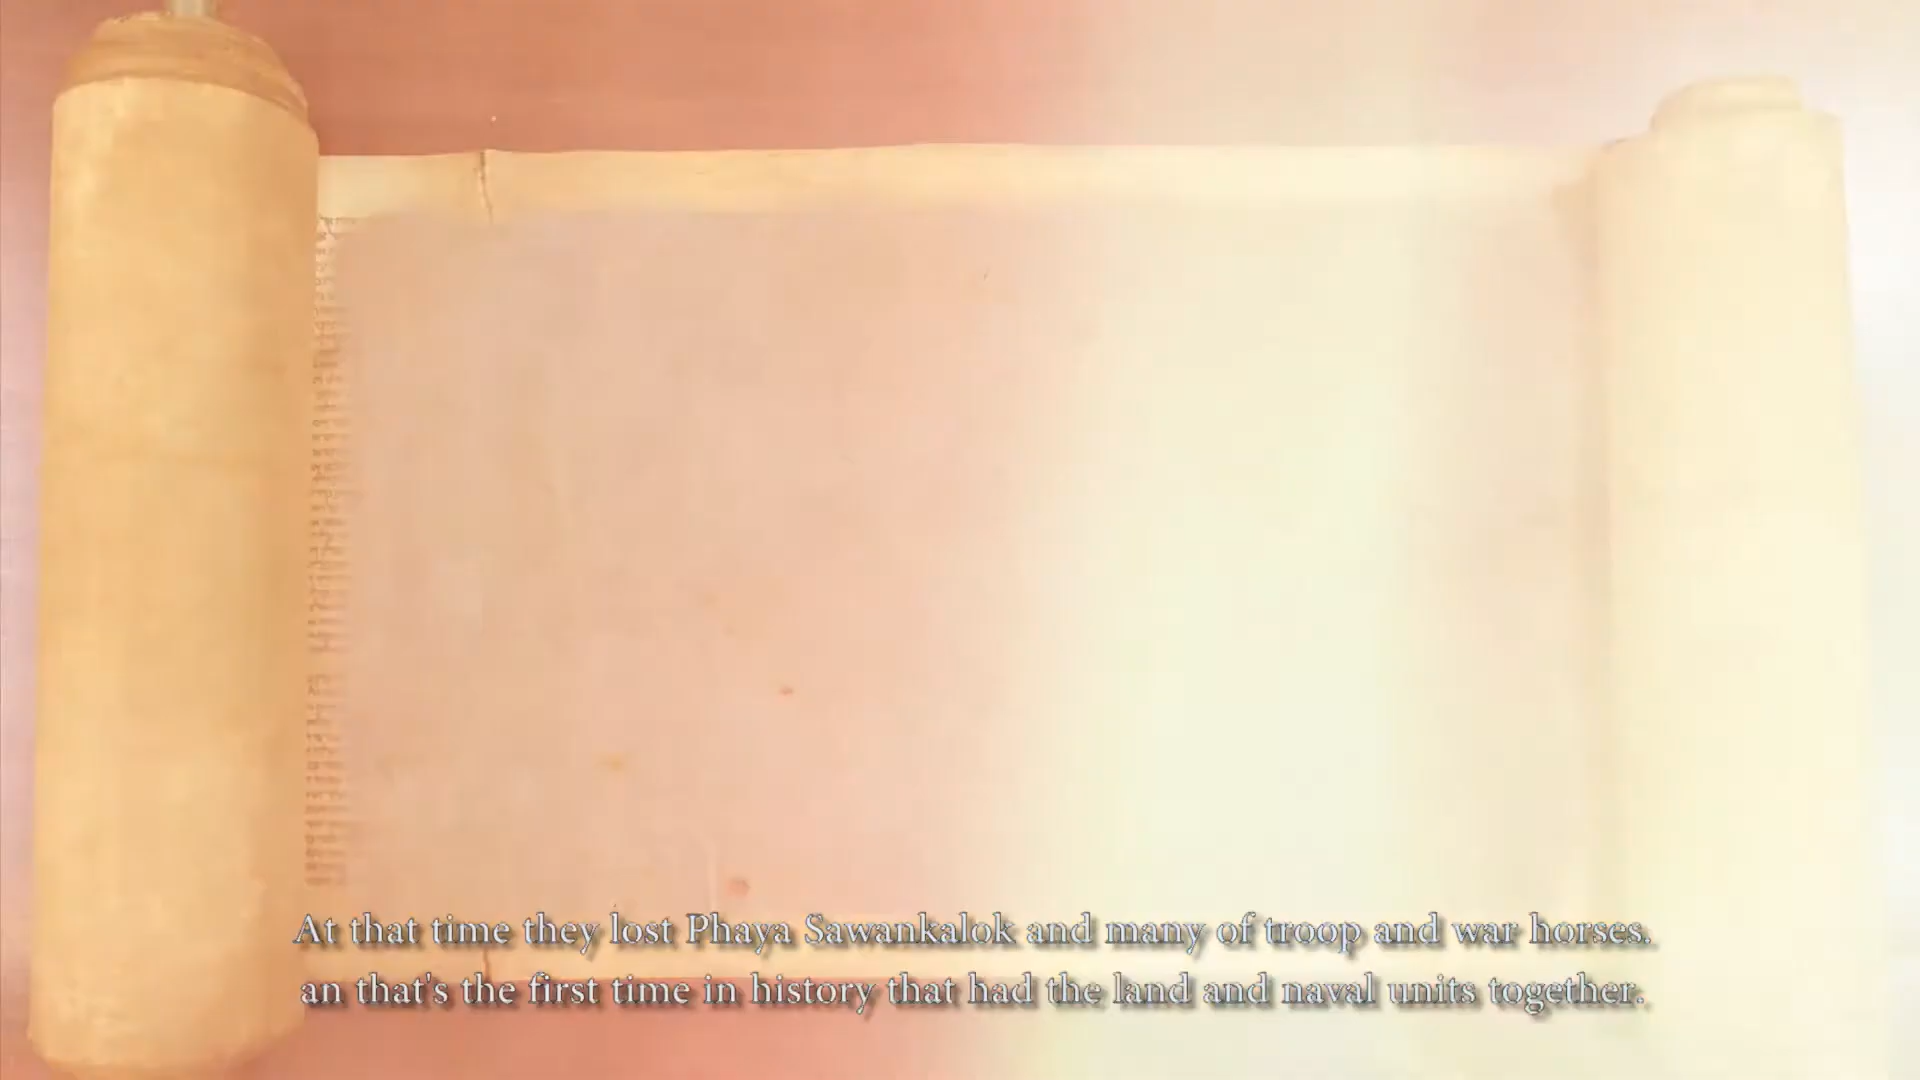 At that time they lost Phaya Sawankalok and many of troop and war horses.
an that's the first time in history that had the land and naval units together.